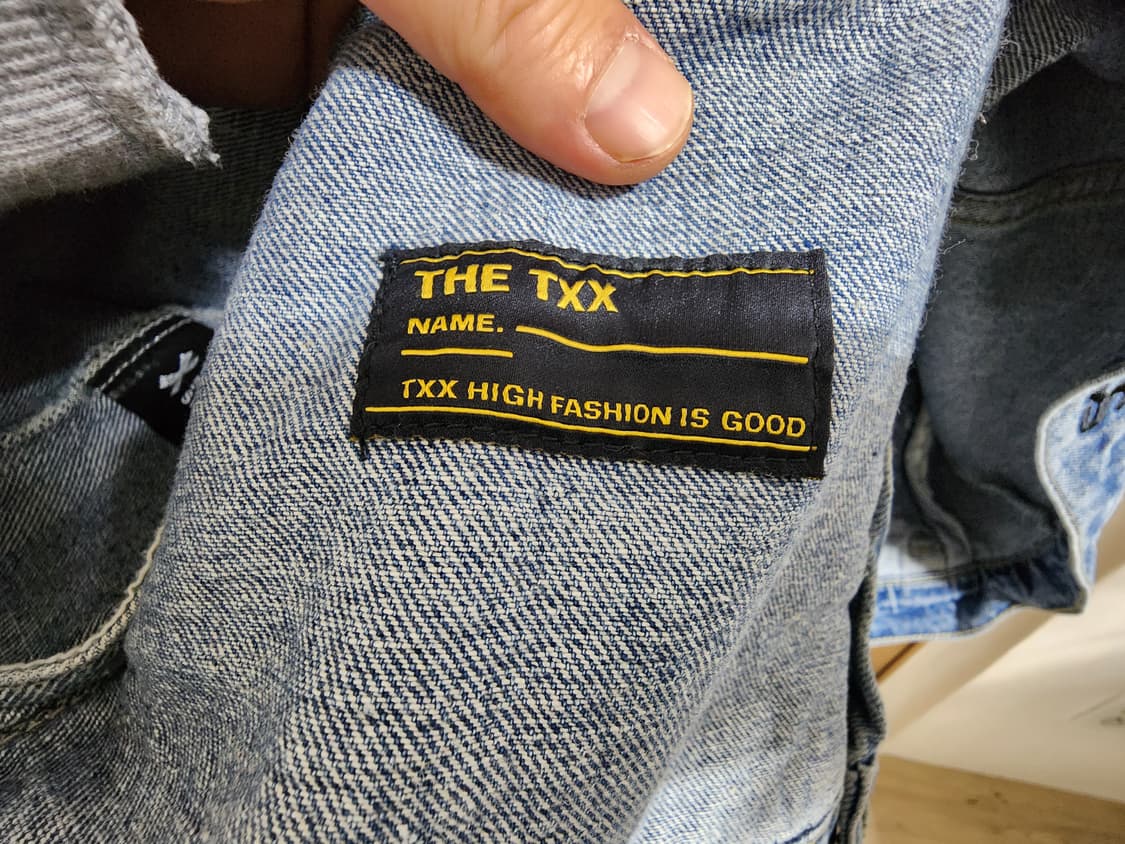 THE TXX
NAME.
TXX HIGH FASHION IS GOOD